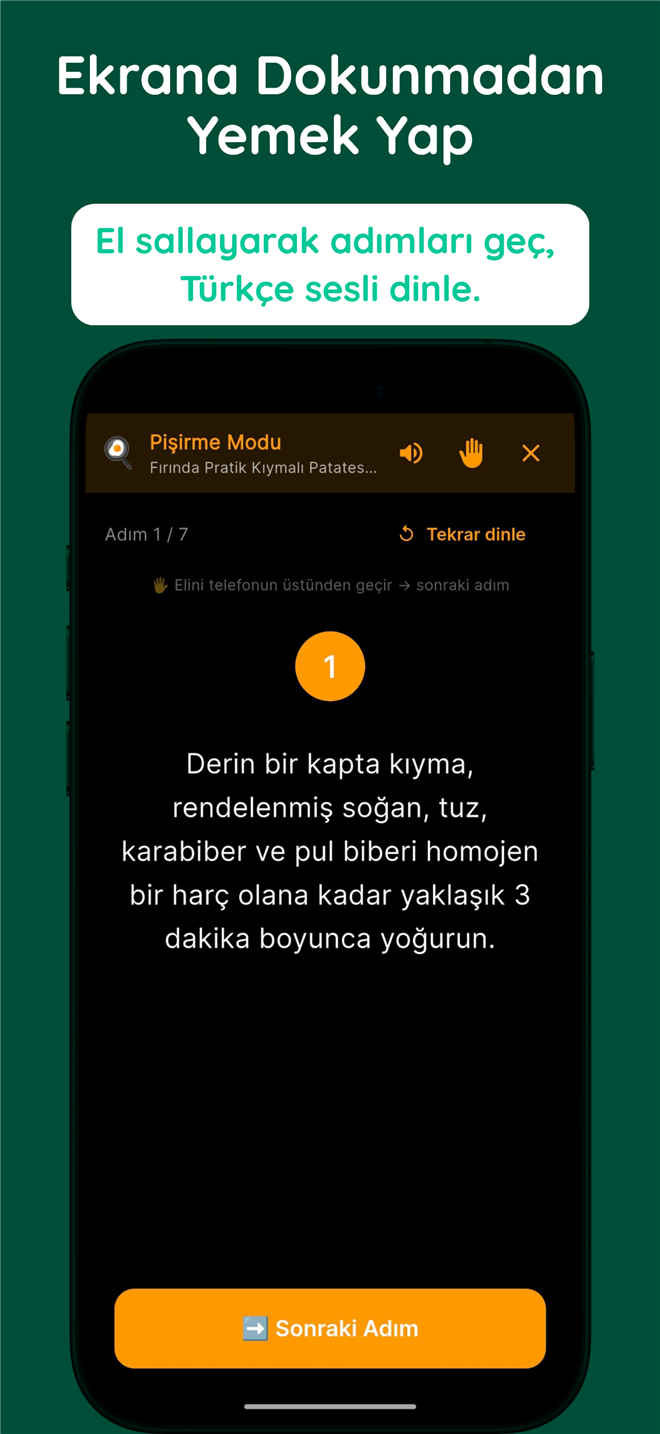 Ekrana Dokunmadan
Yemek Yap
El sallayarak adımları geç,
Türkçe sesli dinle.
Pişirme Modu
Fırında Pratik Kıymalı Patates...
Adım 1 / 7
Tekrar dinle
Elini telefonun üstünden geçir → sonraki adım
1
Derin bir kapta kıyma,
rendelenmiş soğan, tuz,
karabiber ve pul biberi homojen
bir harç olana kadar yaklaşık 3
dakika boyunca yoğurun.
➡️ Sonraki Adım